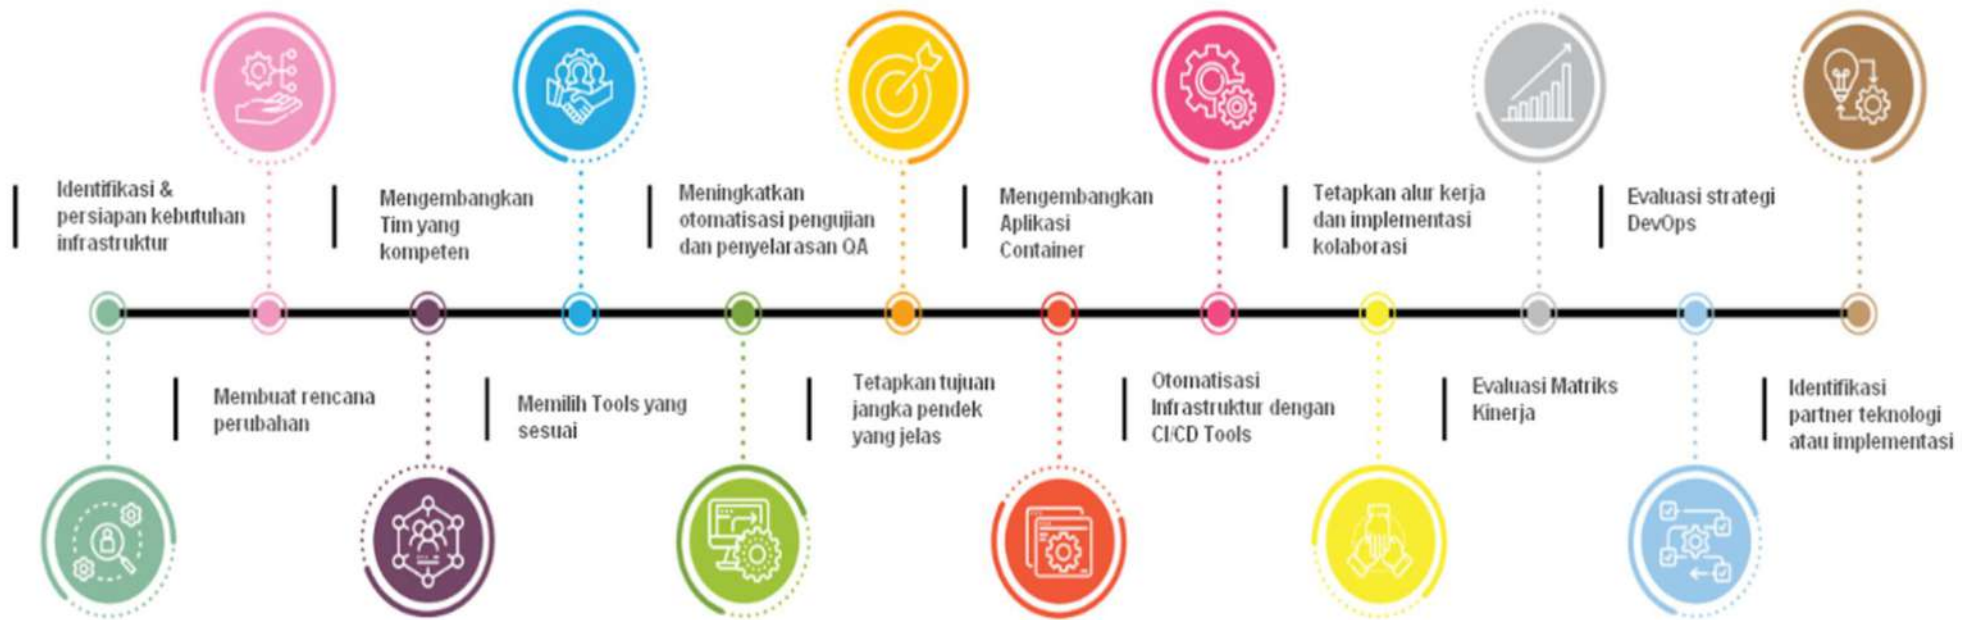 Identifikasi &
persiapan kebutuhan
infrastruktur
Membuat rencana
perubahan
Mengembangkan
Tim yang
kompeten
Memilih Tools yang
sesuai
Meningkatkan
otomatisasi pengujian
dan penyelarasan QA
Tetapkan tujuan
jangka pendek
yang jelas
Mengembangkan
Aplikasi
Container
Otomatisasi
Infrastruktur dengan
CI/CD Tools
Tetapkan alur kerja
dan implementasi
kolaborasi
Evaluasi Matriks
Kinerja
Evaluasi strategi
DevOps
Identifikasi
partner teknologi
atau implementasi